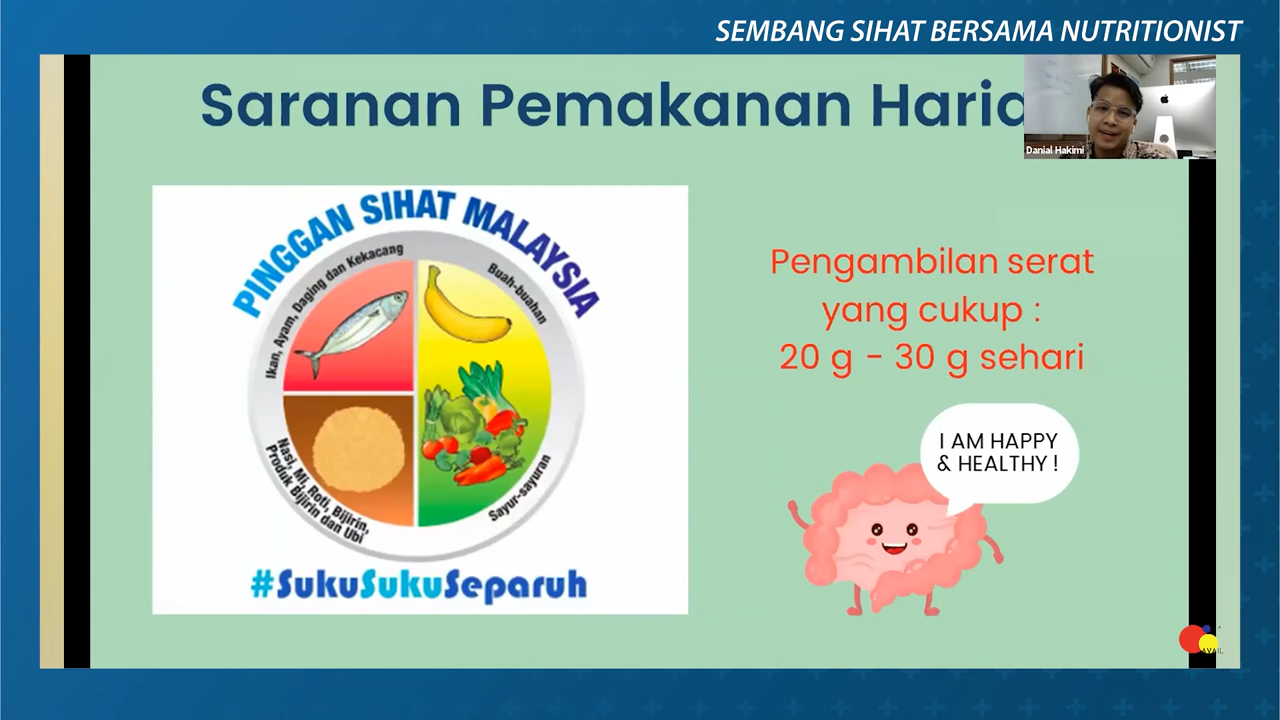 SEMBANG SIHAT BERSAMA NUTRITIONIST
Saranan Pemakanan Haria
Danial Hakimi
PINGGAN SIHAT MALAYSIA
Ikan, Ayam, Daging dan Kekacang
Buah-buahan
Nasi, Mi, Roti, Bijirin,
Produk Bijirin dan Ubi
Sayur-sayuran
#SukuSukuSeparuh
Pengambilan serat
yang cukup :
20 g - 30 g sehari
I AM HAPPY
& HEALTHY !
AVAIL